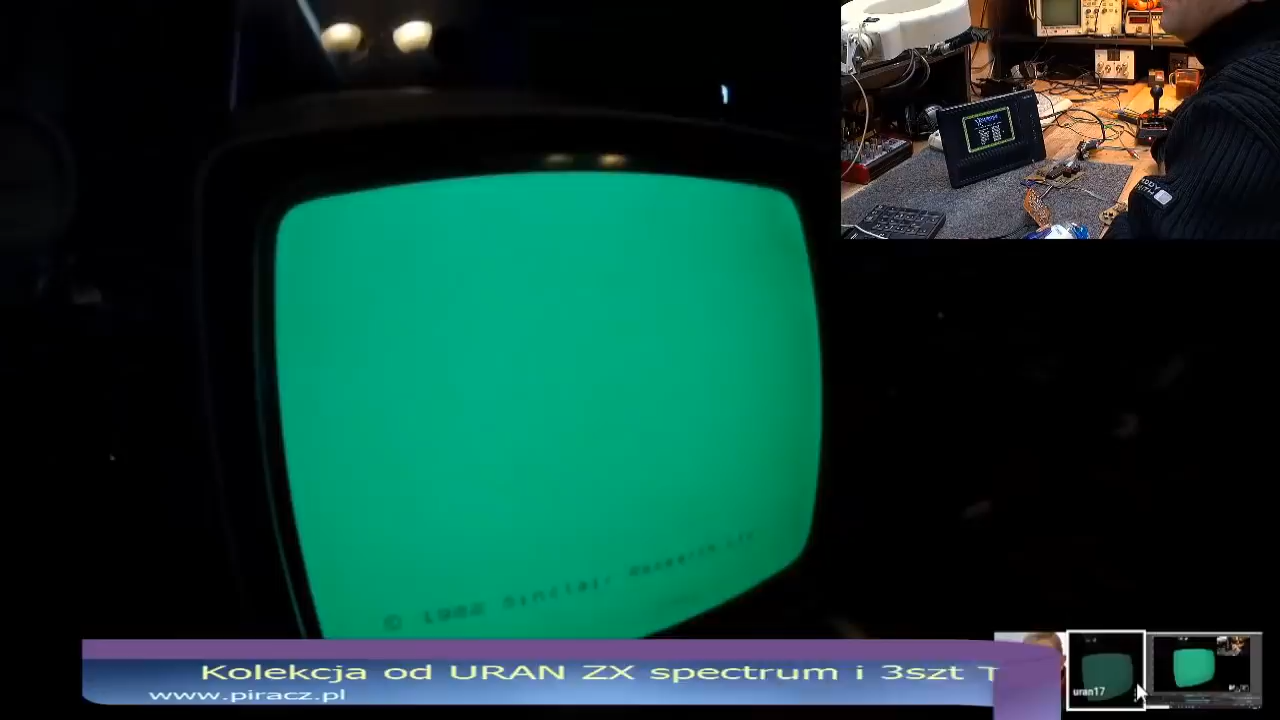 © 1982 Sinclair Research Ltd
Kolekcja od URAN ZX spectrum i 3szt T
www.piracz.pl
uran17